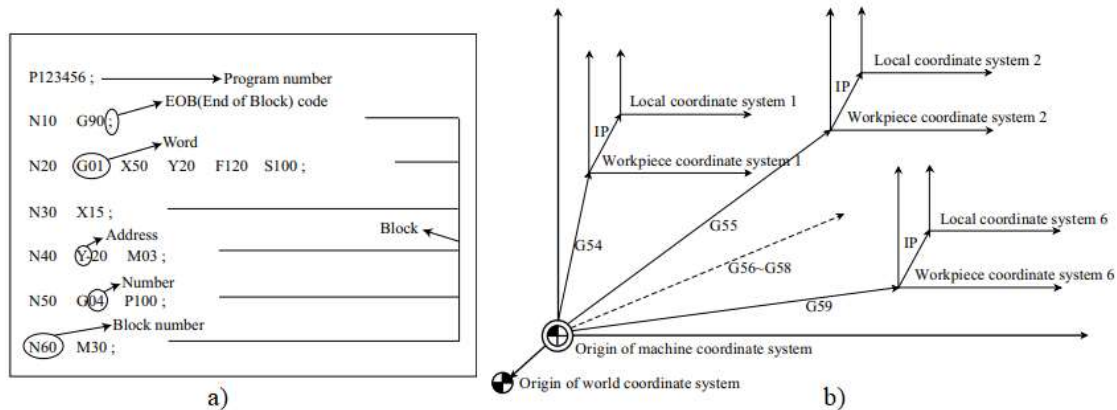 P123456 ; Program number
EOB(End of Block) code
N10 G90 ;
Word
N20 G01 X50 Y20 F120 S100 ;
N30 X15 ;
Block
Address
N40 Y-20 M03 ;
Number
N50 G04 P100 ;
Block number
N60 M30 ;
a)
Local coordinate system 2
IP
Local coordinate system 1
IP
Workpiece coordinate system 2
Workpiece coordinate system 1
G55
G54
Local coordinate system 6
IP
G56~G58
Workpiece coordinate system 6
G59
Origin of machine coordinate system
Origin of world coordinate system
b)